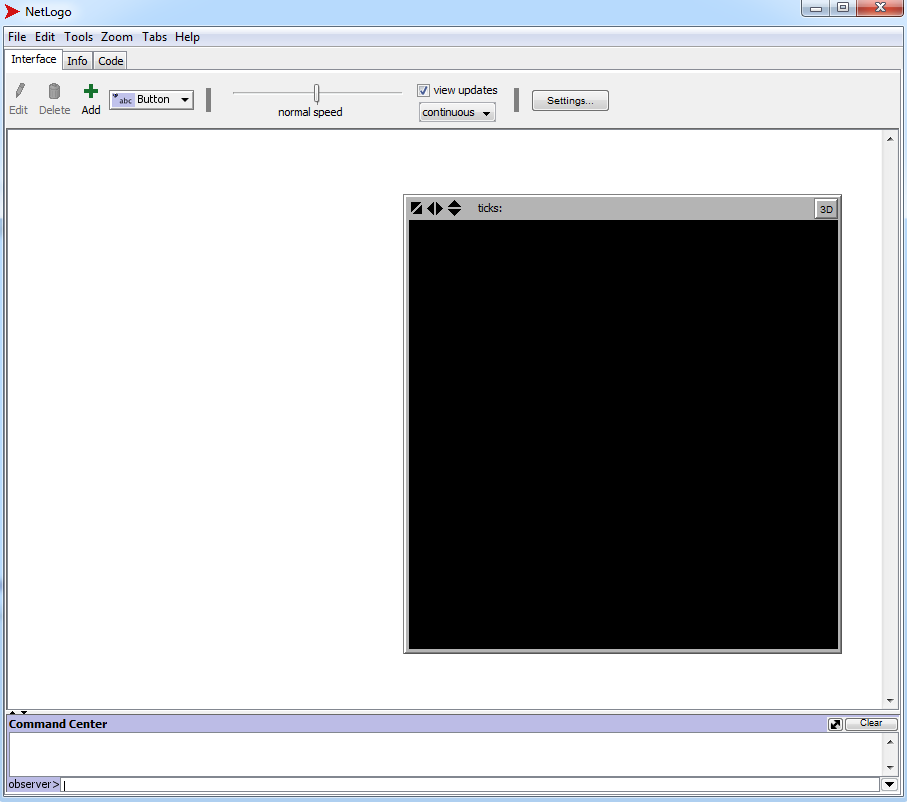 NetLogo
File Edit Tools Zoom Tabs Help
Interface Info Code
abc Button
view updates
Edit Delete Add
normal speed
continuous
Settings...
ticks:
3D
Command Center
Clear
observer>